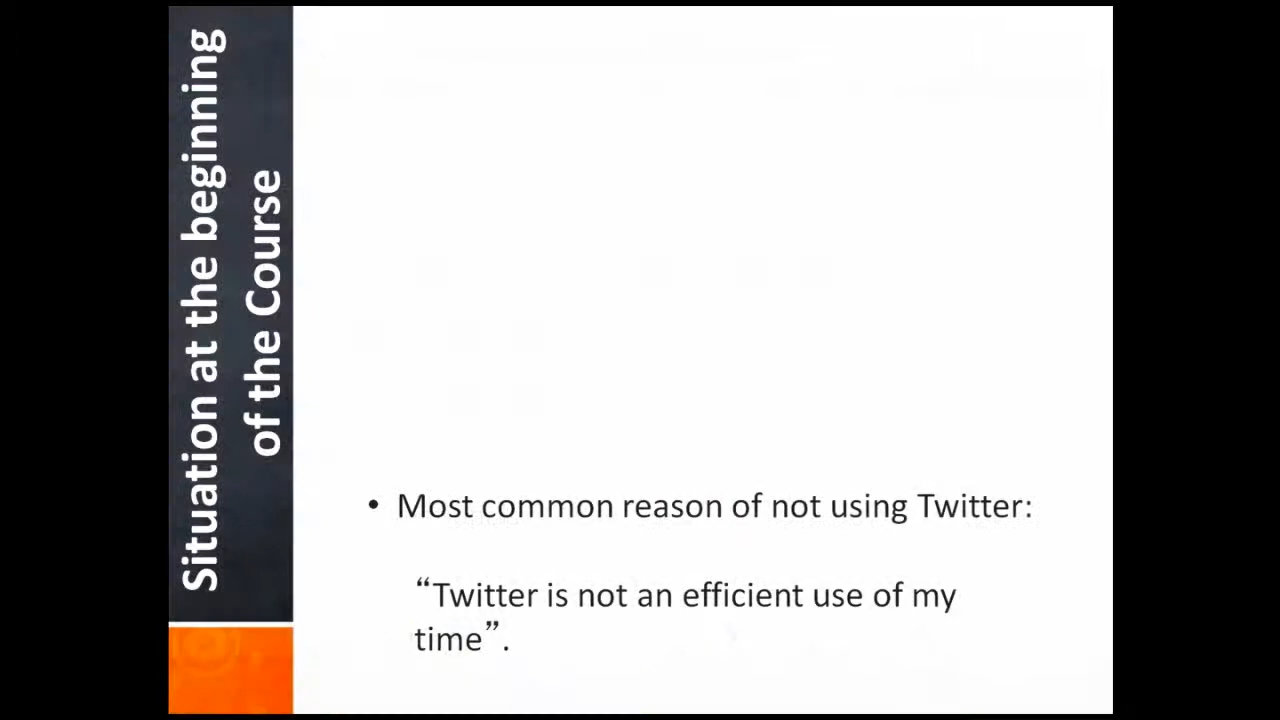 Situation at the beginning
of the Course
• Most common reason of not using Twitter:
“Twitter is not an efficient use of my
time”.